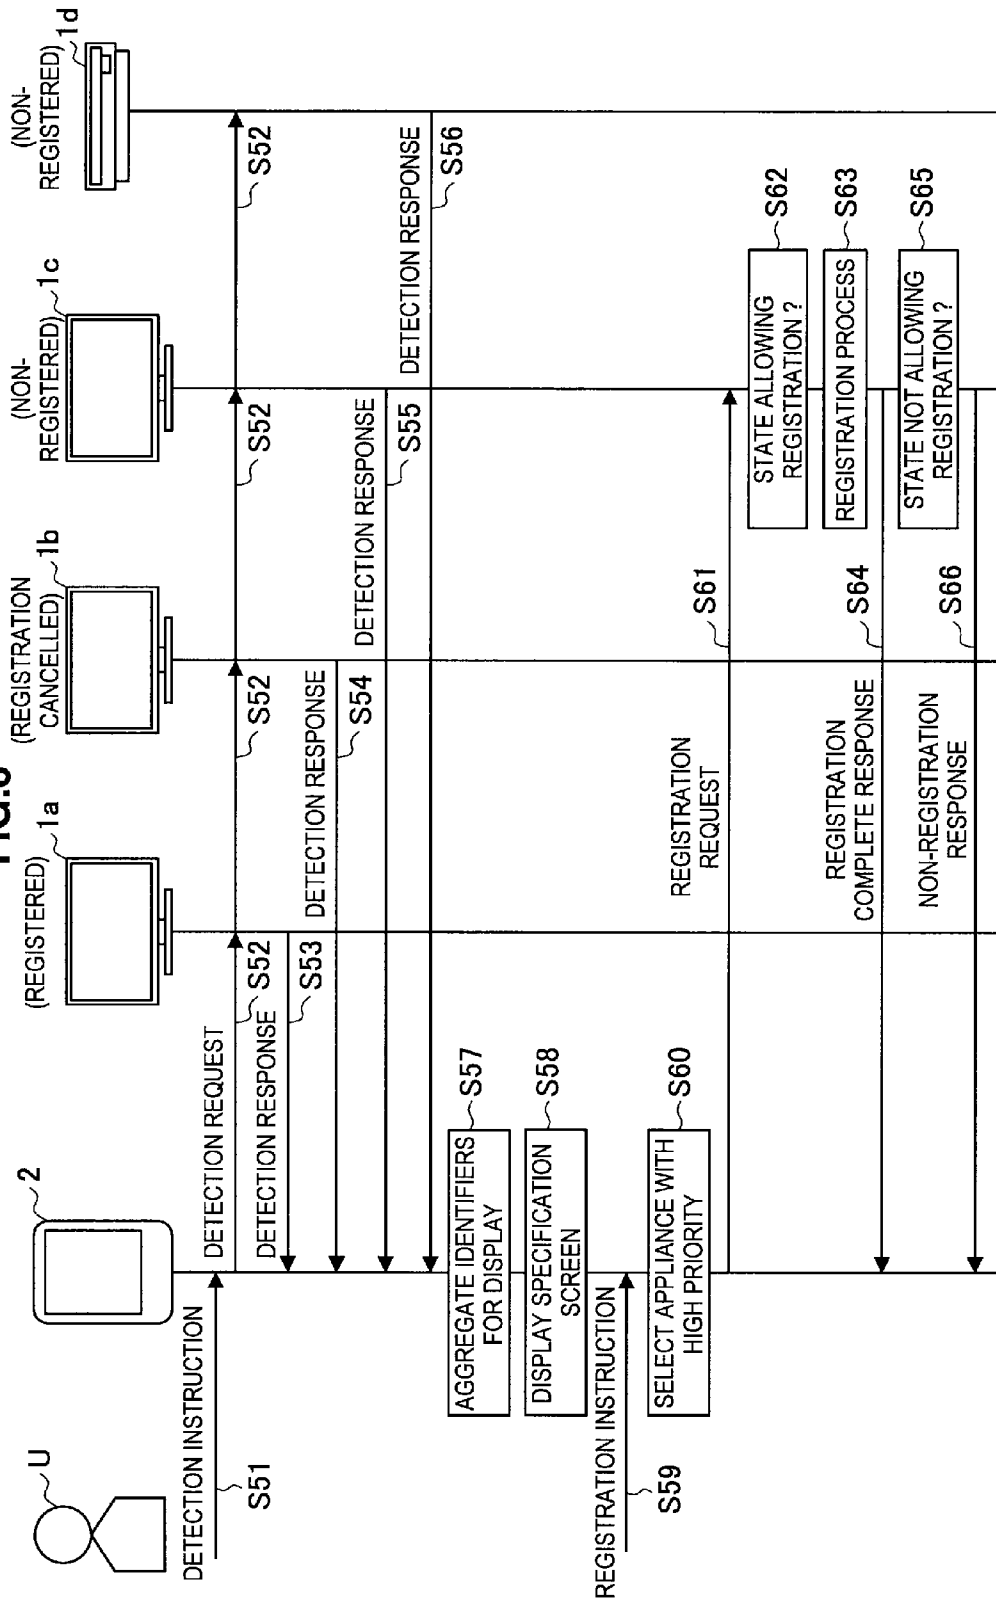 U
2
(REGISTERED)
1a
(REGISTRATION
CANCELLED)
1b
(NON-
REGISTERED)
1c
(NON-
REGISTERED)
1d
DETECTION INSTRUCTION
S51
DETECTION REQUEST
S52
S52
S52
S52
DETECTION RESPONSE
S53
DETECTION RESPONSE
S54
DETECTION RESPONSE
S55
DETECTION RESPONSE
S56
AGGREGATE IDENTIFIERS
FOR DISPLAY
S57
DISPLAY SPECIFICATION
SCREEN
S58
REGISTRATION INSTRUCTION
S59
SELECT APPLIANCE WITH
HIGH PRIORITY
S60
REGISTRATION
REQUEST
S61
STATE ALLOWING
REGISTRATION ?
S62
REGISTRATION PROCESS
S63
REGISTRATION
COMPLETE RESPONSE
S64
STATE NOT ALLOWING
REGISTRATION ?
S65
NON-REGISTRATION
RESPONSE
S66